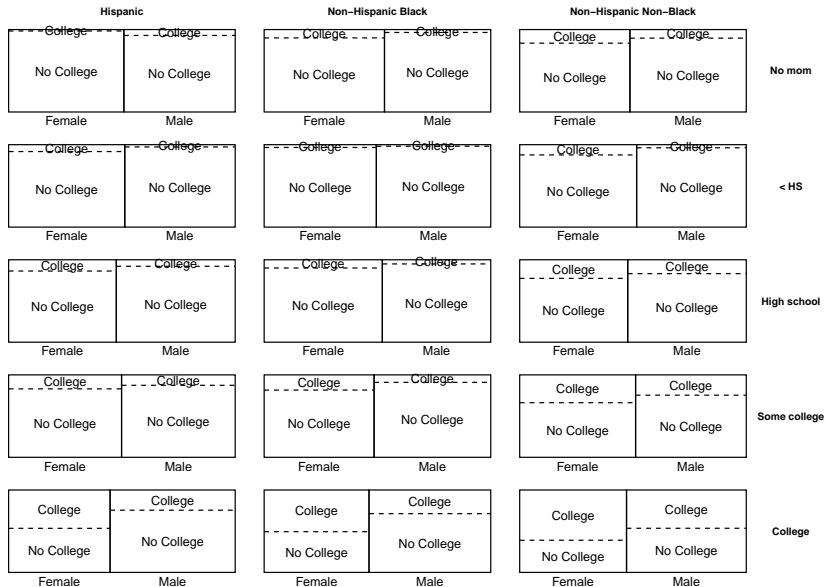 Hispanic Non−Hispanic Black Non−Hispanic Non−Black
College College College College College College
No College No College No College No College No College No College
No mom
Female Male Female Male Female Male
College College College College College College
No College No College No College No College No College No College
< HS
Female Male Female Male Female Male
College College College College College College
No College No College No College No College No College No College
High school
Female Male Female Male Female Male
College College College College College College
No College No College No College No College No College No College
Some college
Female Male Female Male Female Male
College College College College College College
No College No College No College No College No College No College
College
Female Male Female Male Female Male